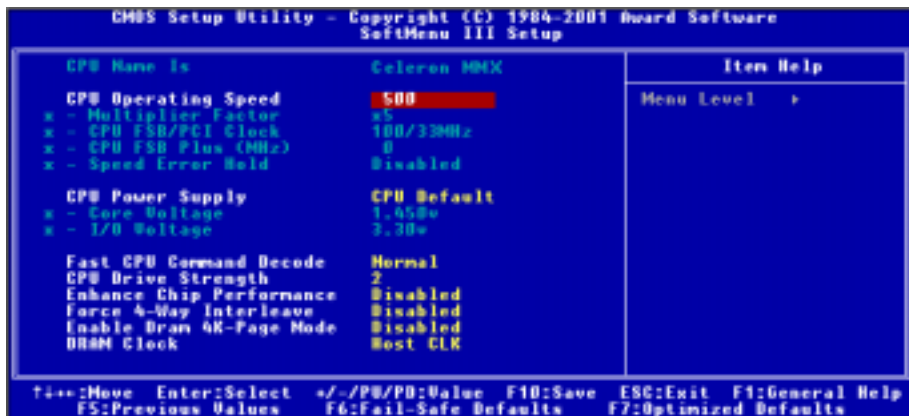 CMOS Setup Utility - Copyright (C) 1984-2001 Award Software
SoftMenu III Setup
CPU Name Is Celeron MMX
Item Help
CPU Operating Speed 500
Menu Level ▸
x - Multiplier Factor x5
x - CPU FSB/PCI Clock 100/33MHz
x - CPU FSB Plus (MHz) 0
x - Speed Error Hold Disabled
CPU Power Supply CPU Default
x - Core Voltage 1.450v
x - I/O Voltage 3.30v
Fast CPU Command Decode Normal
CPU Drive Strength 2
Enhance Chip Performance Disabled
Force 4-Way Interleave Disabled
Enable Dram 4K-Page Mode Disabled
DRAM Clock Host CLK
↑↓→←:Move Enter:Select +/-/PU/PD:Value F10:Save ESC:Exit F1:General Help
F5:Previous Values F6:Fail-Safe Defaults F7:Optimized Defaults